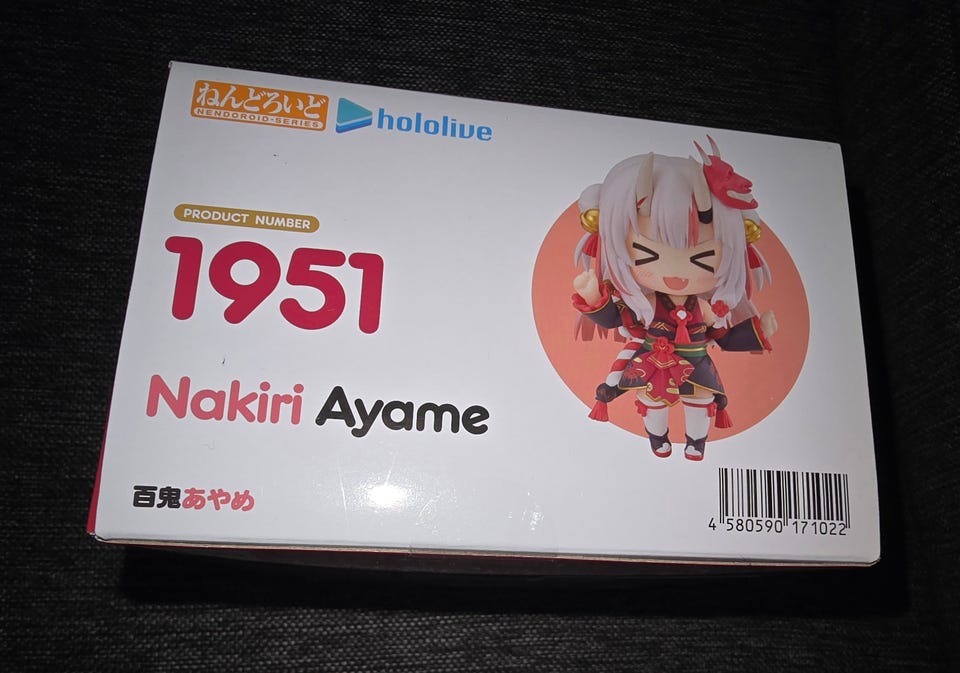 ねんどろいど
NENDOROID-SERIES
hololive
PRODUCT NUMBER
1951
Nakiri Ayame
百鬼あやめ
4 580590 171022